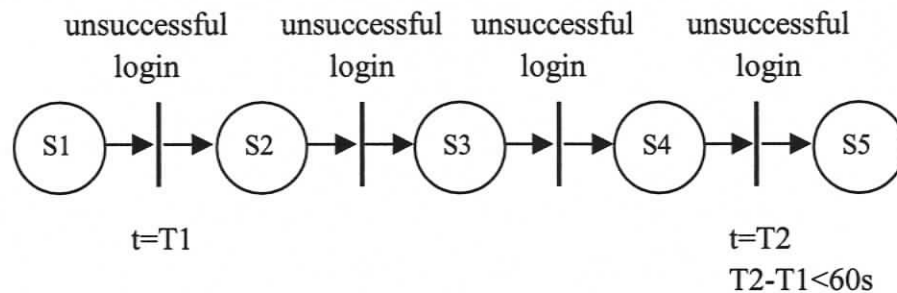 unsuccessful unsuccessful unsuccessful unsuccessful
login login login login
S1 S2 S3 S4 S5
t=T1 t=T2
T2-T1<60s